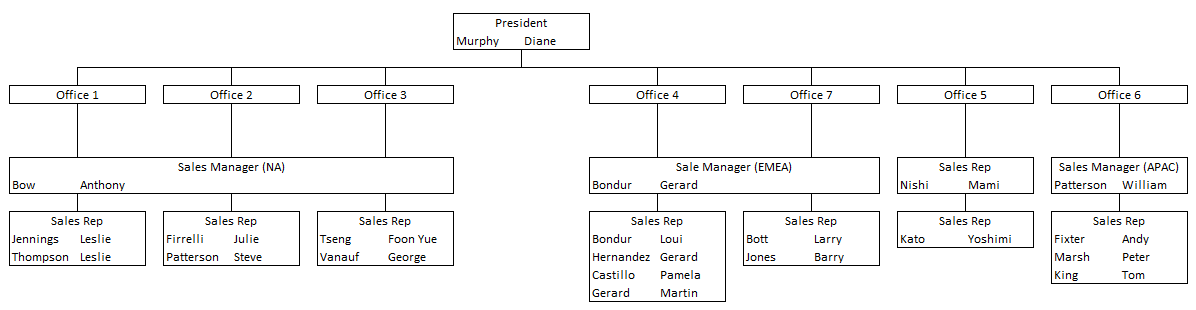 President
Murphy Diane
Office 1 Office 2 Office 3 Office 4 Office 7 Office 5 Office 6
Sales Manager (NA)
Bow Anthony
Sale Manager (EMEA)
Bondur Gerard
Sales Rep
Nishi Mami
Sales Manager (APAC)
Patterson William
Sales Rep
Jennings Leslie
Thompson Leslie
Sales Rep
Firrelli Julie
Patterson Steve
Sales Rep
Tseng Foon Yue
Vanauf George
Sales Rep
Bondur Loui
Hernandez Gerard
Castillo Pamela
Gerard Martin
Sales Rep
Bott Larry
Jones Barry
Sales Rep
Kato Yoshimi
Sales Rep
Fixter Andy
Marsh Peter
King Tom